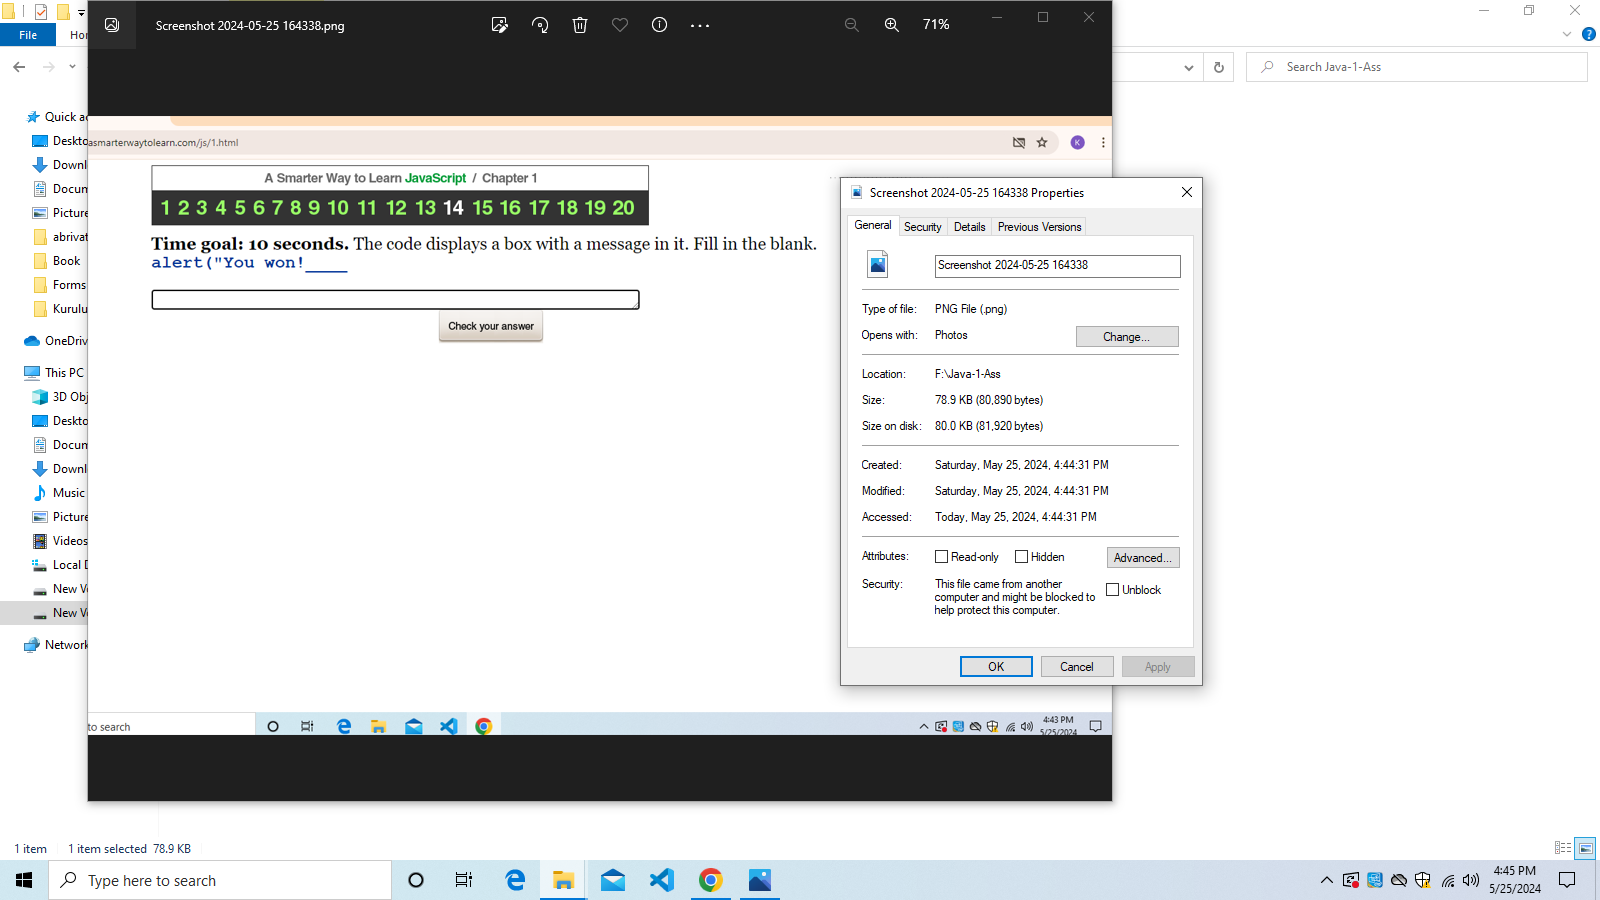 Screenshot 2024-05-25 164338.png
71%
File
Search Java-1-Ass
asmarterwaytolearn.com/js/1.html
K
A Smarter Way to Learn JavaScript / Chapter 1
1 2 3 4 5 6 7 8 9 10 11 12 13 14 15 16 17 18 19 20
Time goal: 10 seconds. The code displays a box with a message in it. Fill in the blank.
alert("You won!____
Check your answer
to search
4:43 PM
5/25/2024
Quick a
Deskto
Downl
Docum
Picture
abrivat
Book
Forms
Kurulu
OneDriv
This PC
3D Obj
Deskto
Docum
Downl
Music
Picture
Videos
Local D
New Vo
New Vo
Network
Screenshot 2024-05-25 164338 Properties
General Security Details Previous Versions
Screenshot 2024-05-25 164338
Type of file: PNG File (.png)
Opens with: Photos Change...
Location: F:\Java-1-Ass
Size: 78.9 KB (80,890 bytes)
Size on disk: 80.0 KB (81,920 bytes)
Created: Saturday, May 25, 2024, 4:44:31 PM
Modified: Saturday, May 25, 2024, 4:44:31 PM
Accessed: Today, May 25, 2024, 4:44:31 PM
Attributes: Read-only Hidden Advanced...
Security: This file came from another
computer and might be blocked to
help protect this computer.
Unblock
OK Cancel Apply
1 item 1 item selected 78.9 KB
Type here to search
4:45 PM
5/25/2024